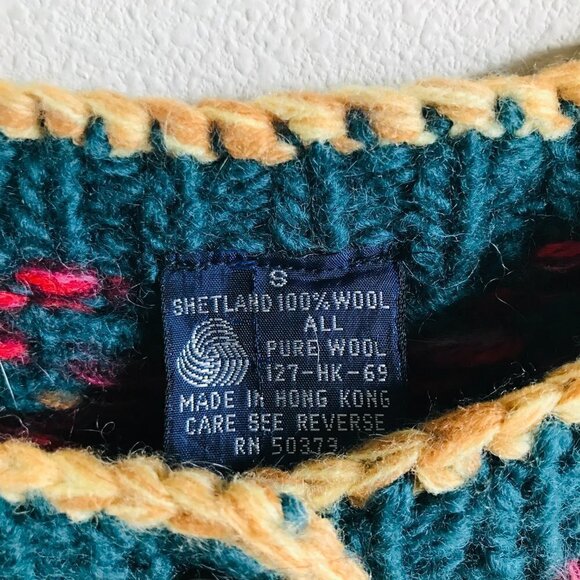 S
SHETLAND 100% WOOL
ALL
PURE WOOL
127-HK-69
MADE IN HONG KONG
CARE SEE REVERSE
RN 50373